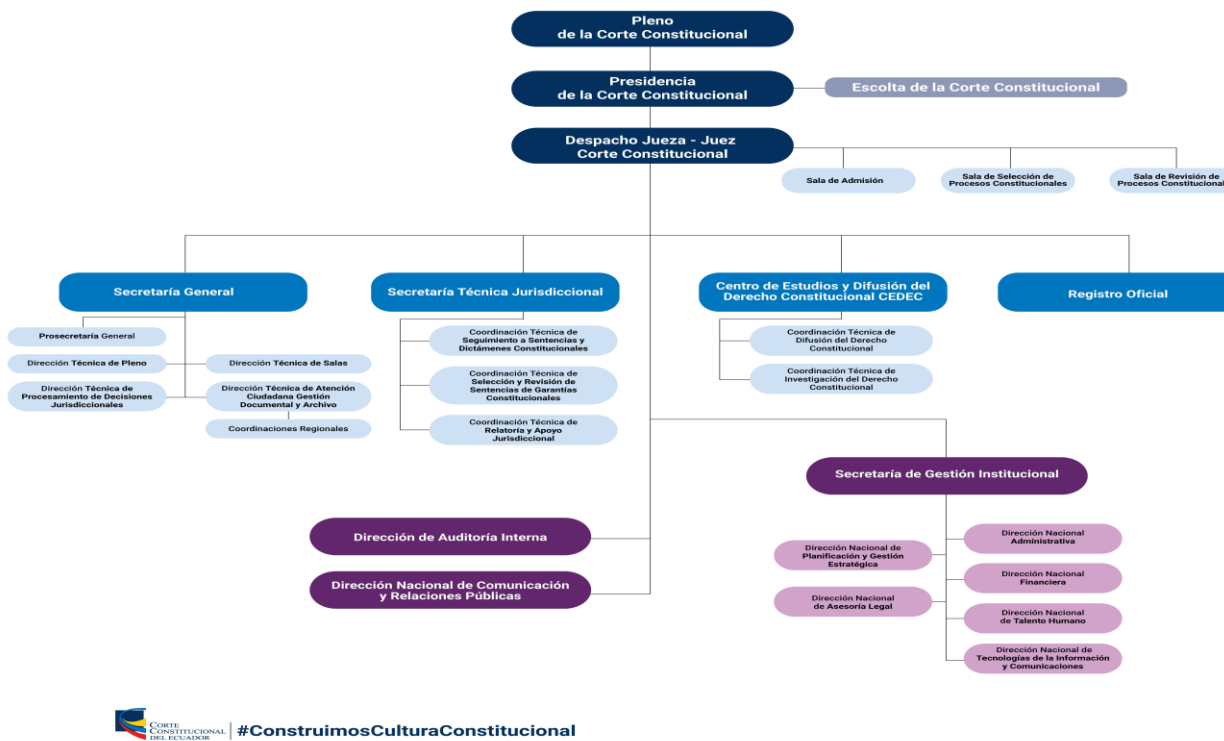 Pleno
de la Corte Constitucional
Presidencia
de la Corte Constitucional
Escolta de la Corte Constitucional
Despacho Jueza - Juez
Corte Constitucional
Sala de Admisión
Sala de Selección de
Procesos Constitucionales
Sala de Revisión de
Procesos Constitucional
Secretaría General
Secretaría Técnica Jurisdiccional
Centro de Estudios y Difusión del
Derecho Constitucional CEDEC
Registro Oficial
Prosecretaría General
Dirección Técnica de Pleno
Dirección Técnica de Salas
Dirección Técnica de
Procesamiento de Decisiones
Jurisdiccionales
Dirección Técnica de Atención
Ciudadana Gestión
Documental y Archivo
Coordinaciones Regionales
Coordinación Técnica de
Seguimiento a Sentencias y
Dictámenes Constitucionales
Coordinación Técnica de
Selección y Revisión de
Sentencias de Garantías
Constitucionales
Coordinación Técnica de
Relatoría y Apoyo
Jurisdiccional
Coordinación Técnica de
Difusión del Derecho
Constitucional
Coordinación Técnica de
Investigación del Derecho
Constitucional
Secretaría de Gestión Institucional
Dirección de Auditoría Interna
Dirección Nacional de Comunicación
y Relaciones Públicas
Dirección Nacional de
Planificación y Gestión
Estratégica
Dirección Nacional
de Asesoría Legal
Dirección Nacional
Administrativa
Dirección Nacional
Financiera
Dirección Nacional
de Talento Humano
Dirección Nacional de
Tecnologías de la Información
y Comunicaciones
CORTE
CONSTITUCIONAL
DEL ECUADOR
#ConstruimosCulturaConstitucional